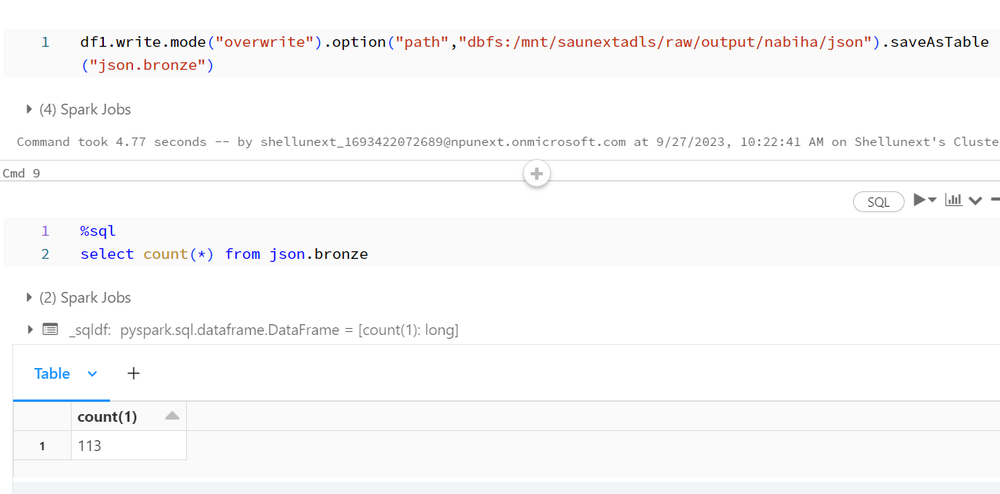 1 df1.write.mode("overwrite").option("path","dbfs:/mnt/saunextadls/raw/output/nabiha/json").saveAsTable
("json.bronze")
(4) Spark Jobs
Command took 4.77 seconds -- by shellunext_1693422072689@npunext.onmicrosoft.com at 9/27/2023, 10:22:41 AM on Shellunext's Cluste
Cmd 9
SQL
1 %sql
2 select count(*) from json.bronze
(2) Spark Jobs
_sqldf: pyspark.sql.dataframe.DataFrame = [count(1): long]
Table +
count(1)
1 113